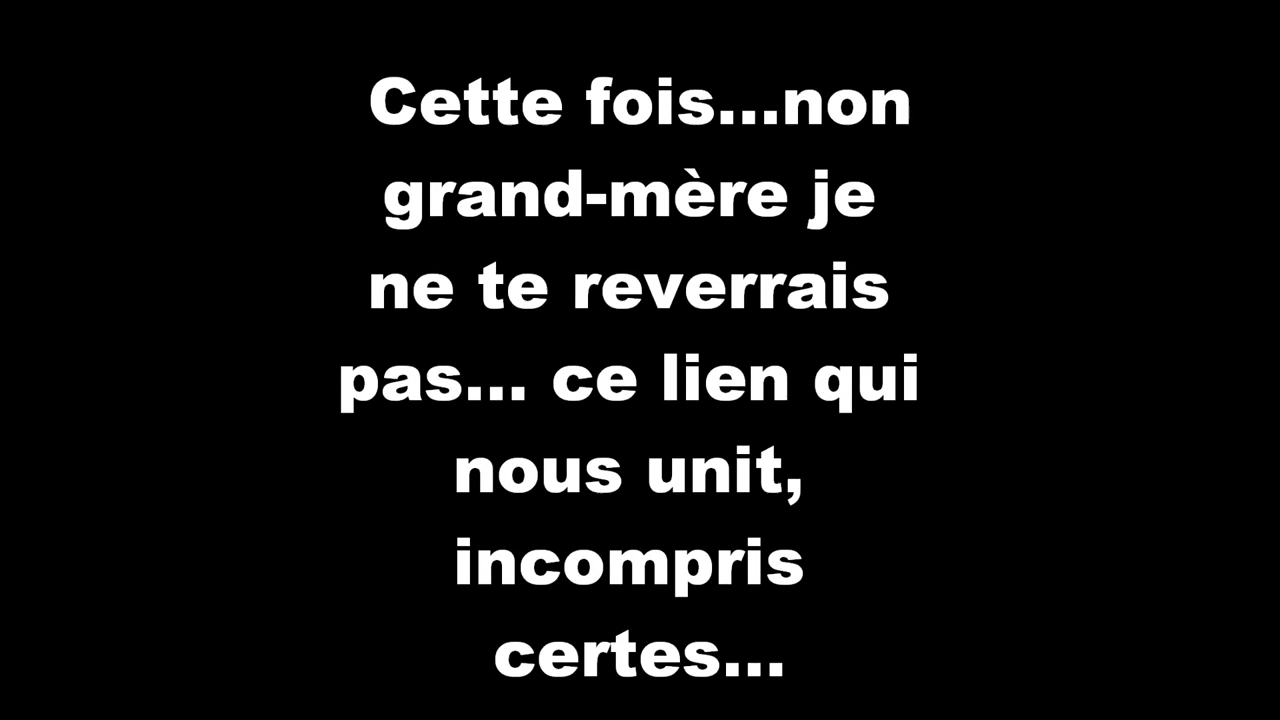 Cette fois...non
grand-mère je
ne te reverrais
pas... ce lien qui
nous unit,
incompris
certes...